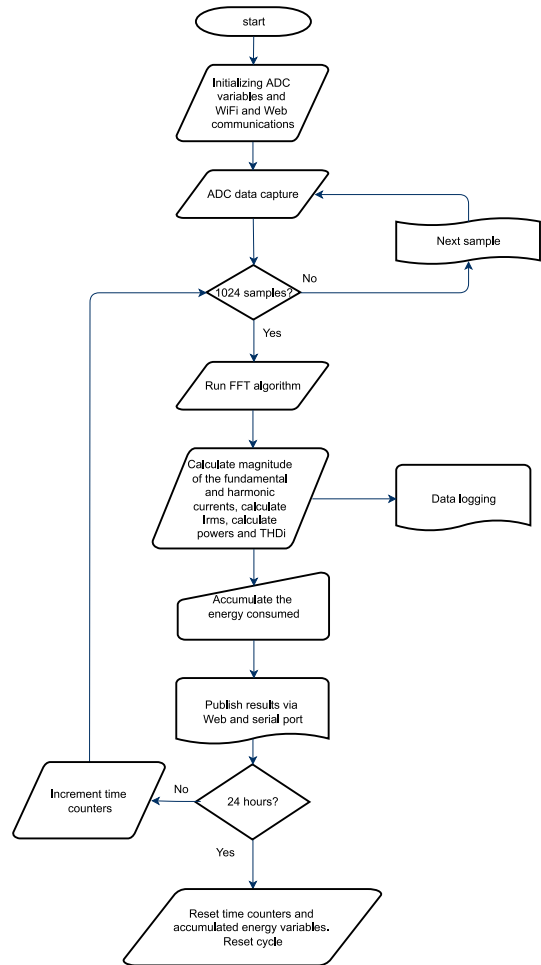 start
Initializing ADC
variables and
WiFi and Web
communications
ADC data capture
Next sample
No
1024 samples?
Yes
Run FFT algorithm
Calculate magnitude
of the fundamental
and harmonic
currents, calculate
Irms, calculate
powers and THDi
Data logging
Accumulate the
energy consumed
Publish results via
Web and serial port
Increment time
counters
No
24 hours?
Yes
Reset time counters and
accumulated energy variables.
Reset cycle